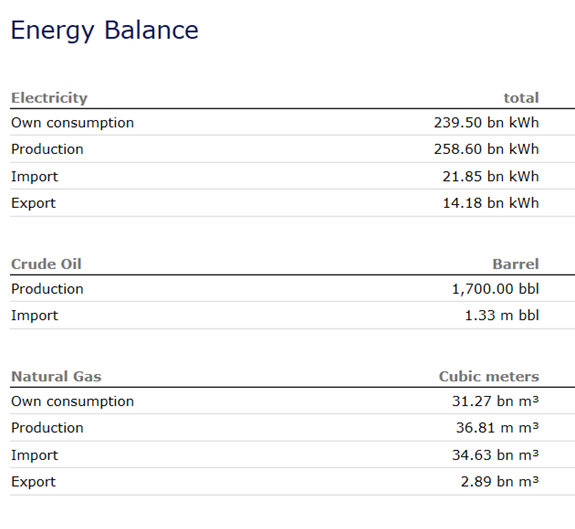 Energy Balance
Electricity total
Own consumption 239.50 bn kWh
Production 258.60 bn kWh
Import 21.85 bn kWh
Export 14.18 bn kWh
Crude Oil Barrel
Production 1,700.00 bbl
Import 1.33 m bbl
Natural Gas Cubic meters
Own consumption 31.27 bn m³
Production 36.81 m m³
Import 34.63 bn m³
Export 2.89 bn m³